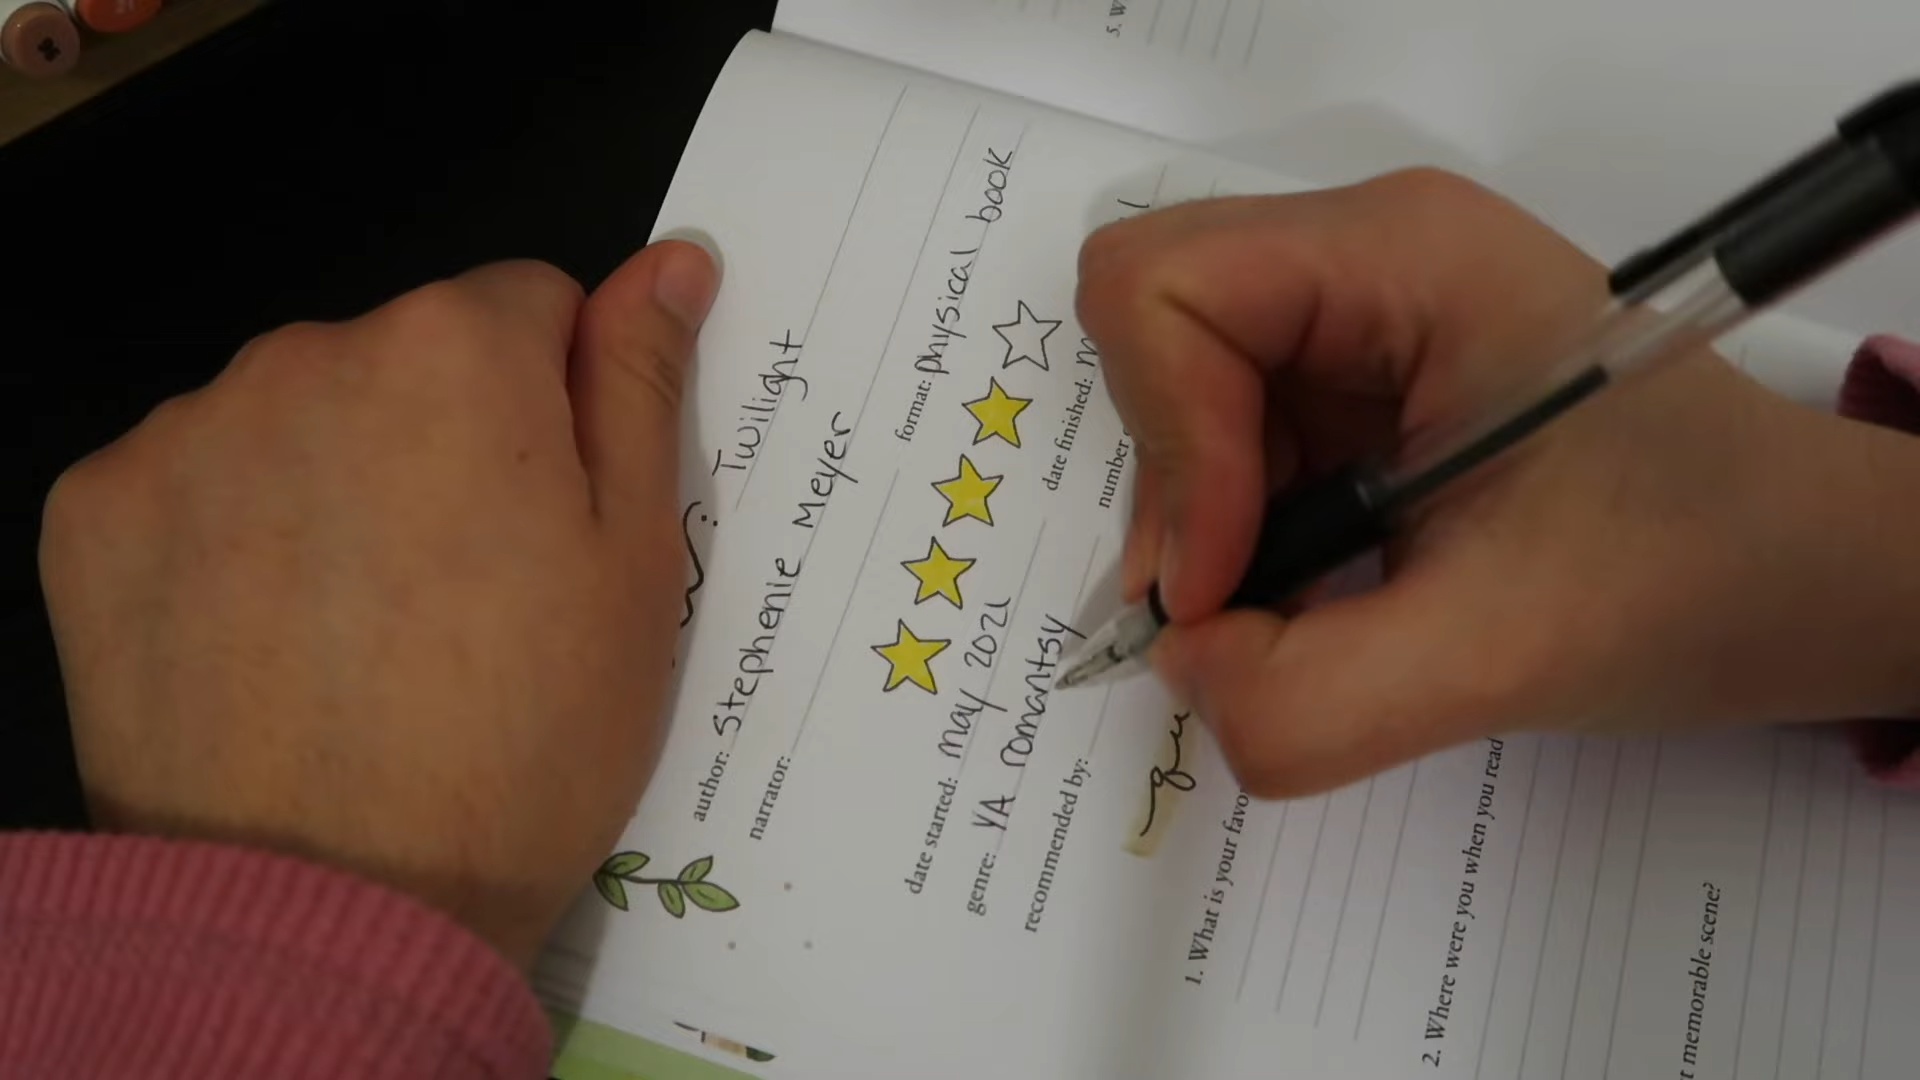 : Twilight
author: Stephenie Meyer
narrator: format: physical book
date started: may 2021 date finished: m
genre: YA romantsy number
recommended by:
qu
1. What is your favo
2. Where were you when you read
t memorable scene?
5. W